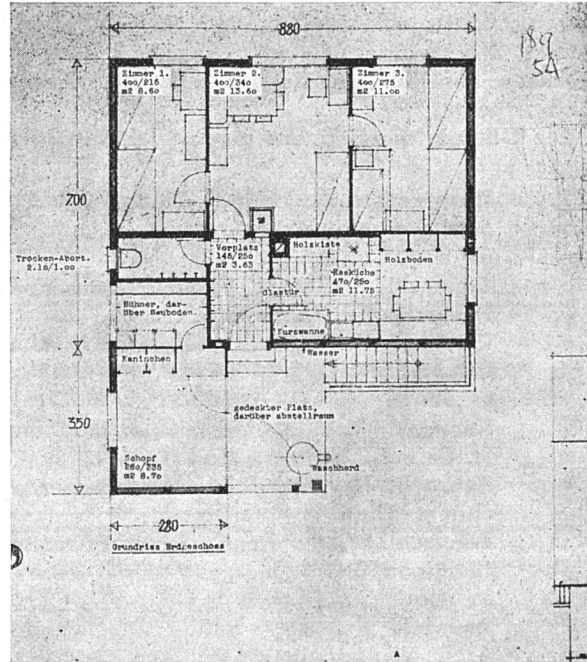 880
189
5A
Zimmer 1.
400/215
m2 8.60
Zimmer 2.
400/340
m2 13.60
Zimmer 3.
400/275
m2 11.00
700
Trocken-Abort.
2.10/1.00
Vorplatz
145/250
m2 3.63
Holzkiste
Holzboden
Essküche
470/250
m2 11.75
Glastür
Hühner, dar-
über Heuboden.
Kurzwanne
Kaninchen
Wasser
350
gedeckter Platz,
darüber abstellraum
Schopf
260/335
m2 8.70
Waschherd
280
Grundriss Erdgeschoss